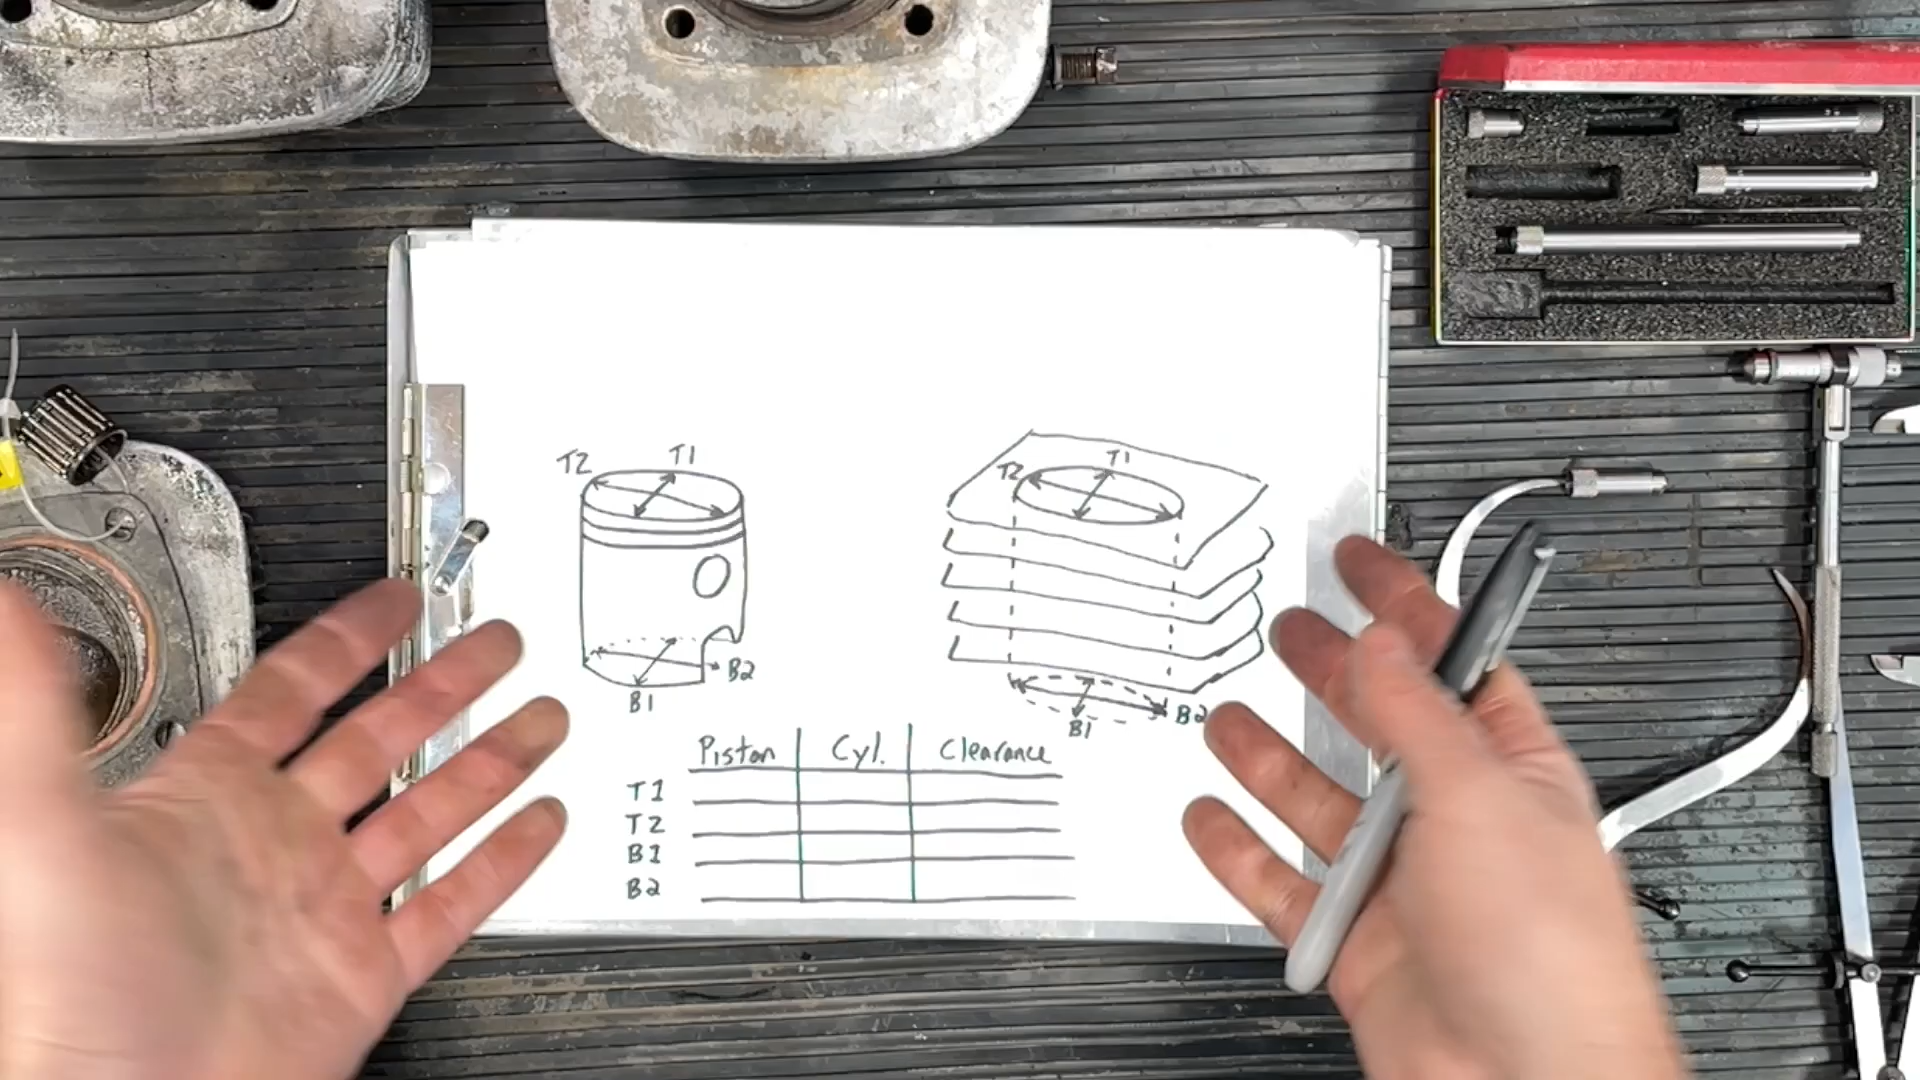 T2 T1
B2
B1
T1
T2
B2
B1
Piston Cyl. Clearance
T1
T2
B1
B2